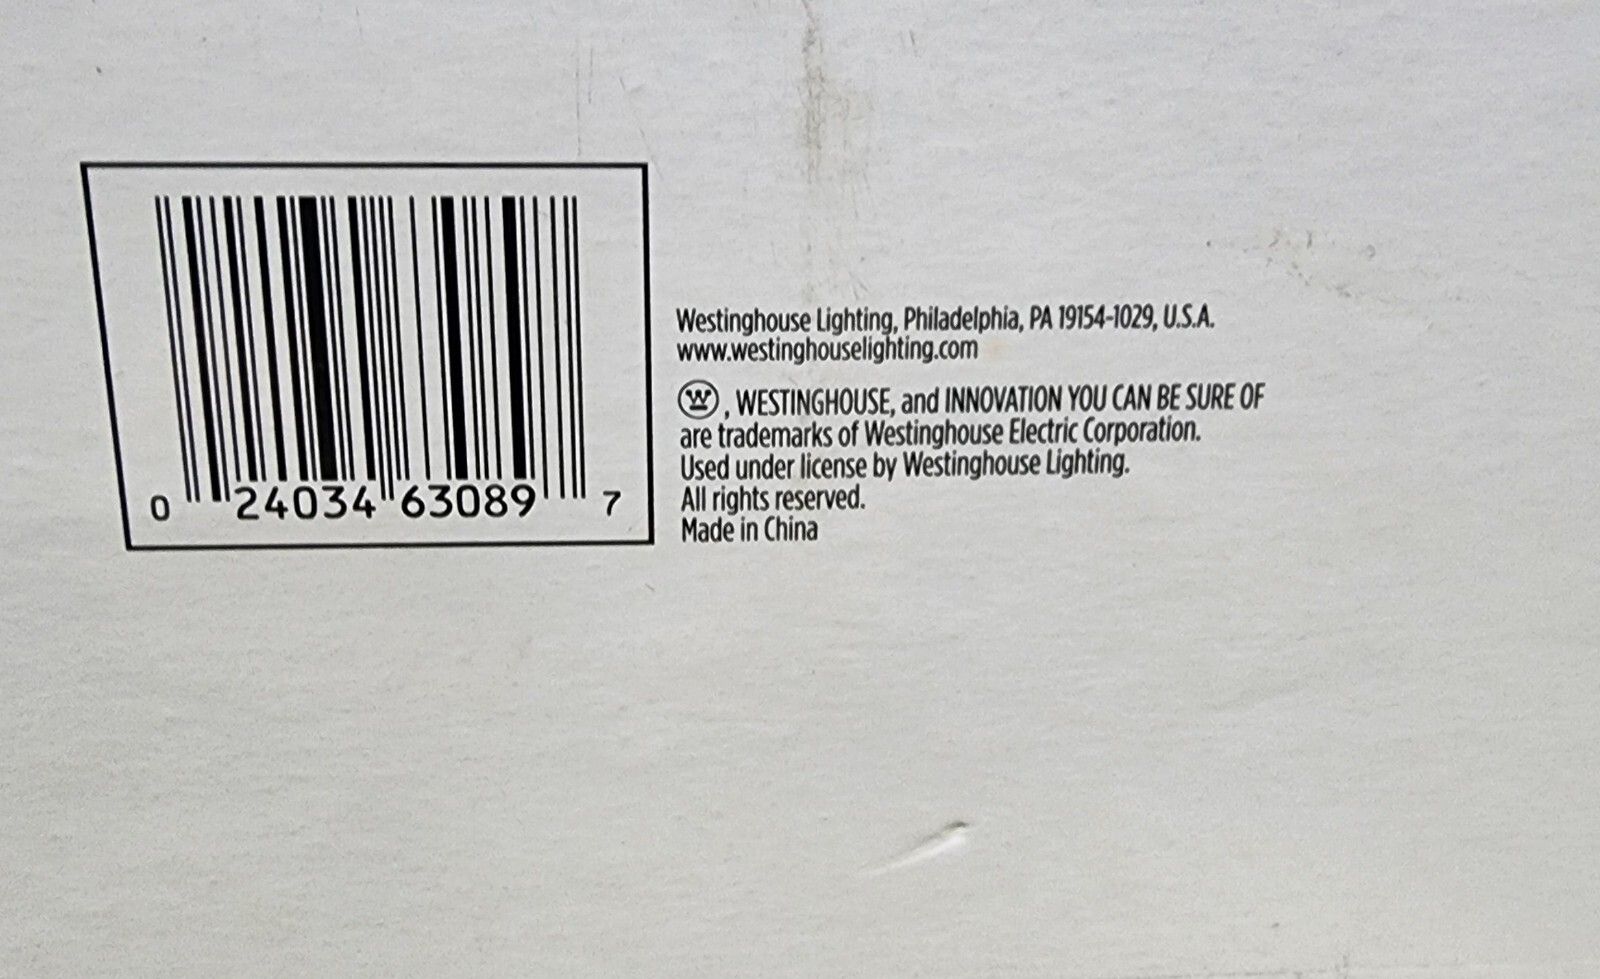 0 24034 63089 7
Westinghouse Lighting, Philadelphia, PA 19154-1029, U.S.A.
www.westinghouselighting.com
W, WESTINGHOUSE, and INNOVATION YOU CAN BE SURE OF
are trademarks of Westinghouse Electric Corporation.
Used under license by Westinghouse Lighting.
All rights reserved.
Made in China